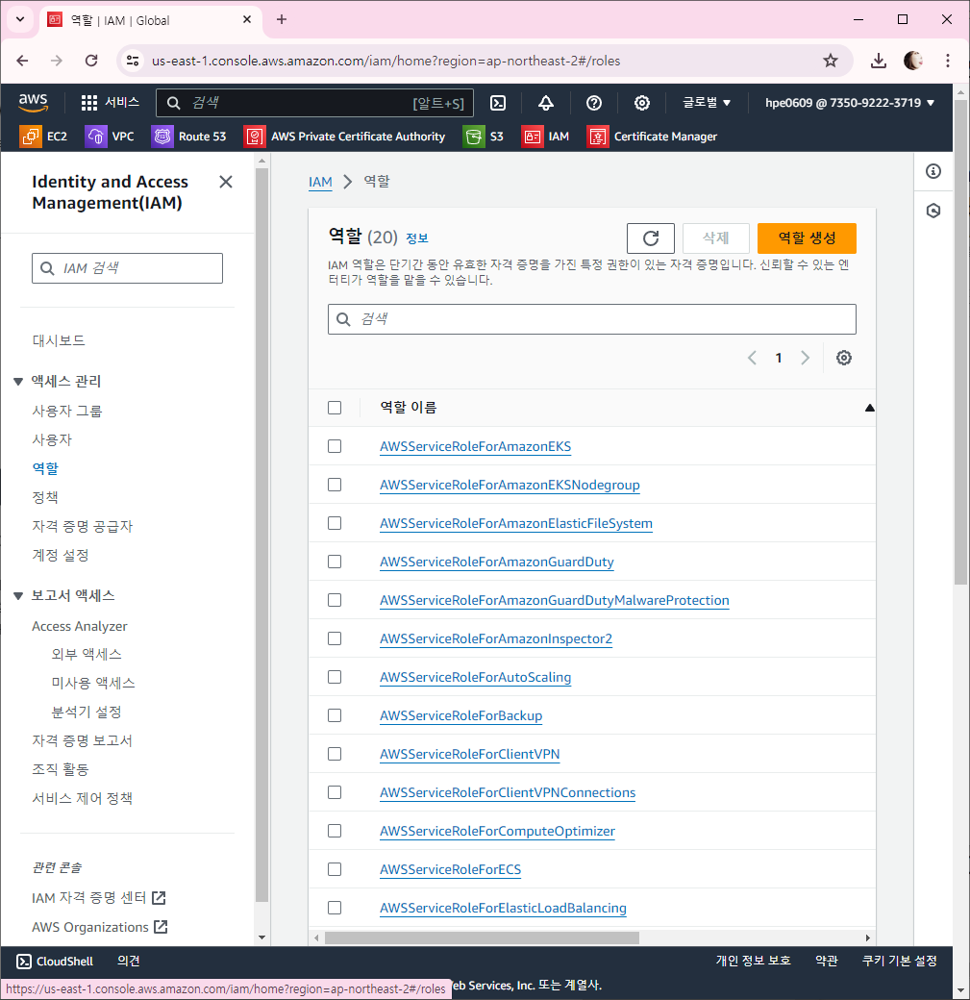 역할 | IAM | Global
us-east-1.console.aws.amazon.com/iam/home?region=ap-northeast-2#/roles
aws
서비스
검색
[알트+S]
글로벌
hpe0609 @ 7350-9222-3719
EC2
VPC
Route 53
AWS Private Certificate Authority
S3
IAM
Certificate Manager
Identity and Access
Management(IAM)
IAM 검색
대시보드
액세스 관리
사용자 그룹
사용자
역할
정책
자격 증명 공급자
계정 설정
보고서 액세스
Access Analyzer
외부 액세스
미사용 액세스
분석기 설정
자격 증명 보고서
조직 활동
서비스 제어 정책
관련 콘솔
IAM 자격 증명 센터
AWS Organizations
IAM > 역할
역할 (20) 정보
삭제
역할 생성
IAM 역할은 단기간 동안 유효한 자격 증명을 가진 특정 권한이 있는 자격 증명입니다. 신뢰할 수 있는 엔
터티가 역할을 맡을 수 있습니다.
검색
1
역할 이름
AWSServiceRoleForAmazonEKS
AWSServiceRoleForAmazonEKSNodegroup
AWSServiceRoleForAmazonElasticFileSystem
AWSServiceRoleForAmazonGuardDuty
AWSServiceRoleForAmazonGuardDutyMalwareProtection
AWSServiceRoleForAmazonInspector2
AWSServiceRoleForAutoScaling
AWSServiceRoleForBackup
AWSServiceRoleForClientVPN
AWSServiceRoleForClientVPNConnections
AWSServiceRoleForComputeOptimizer
AWSServiceRoleForECS
AWSServiceRoleForElasticLoadBalancing
CloudShell
의견
개인 정보 보호
약관
쿠키 기본 설정
https://us-east-1.console.aws.amazon.com/iam/home?region=ap-northeast-2#/roles
Services, Inc. 또는 계열사.